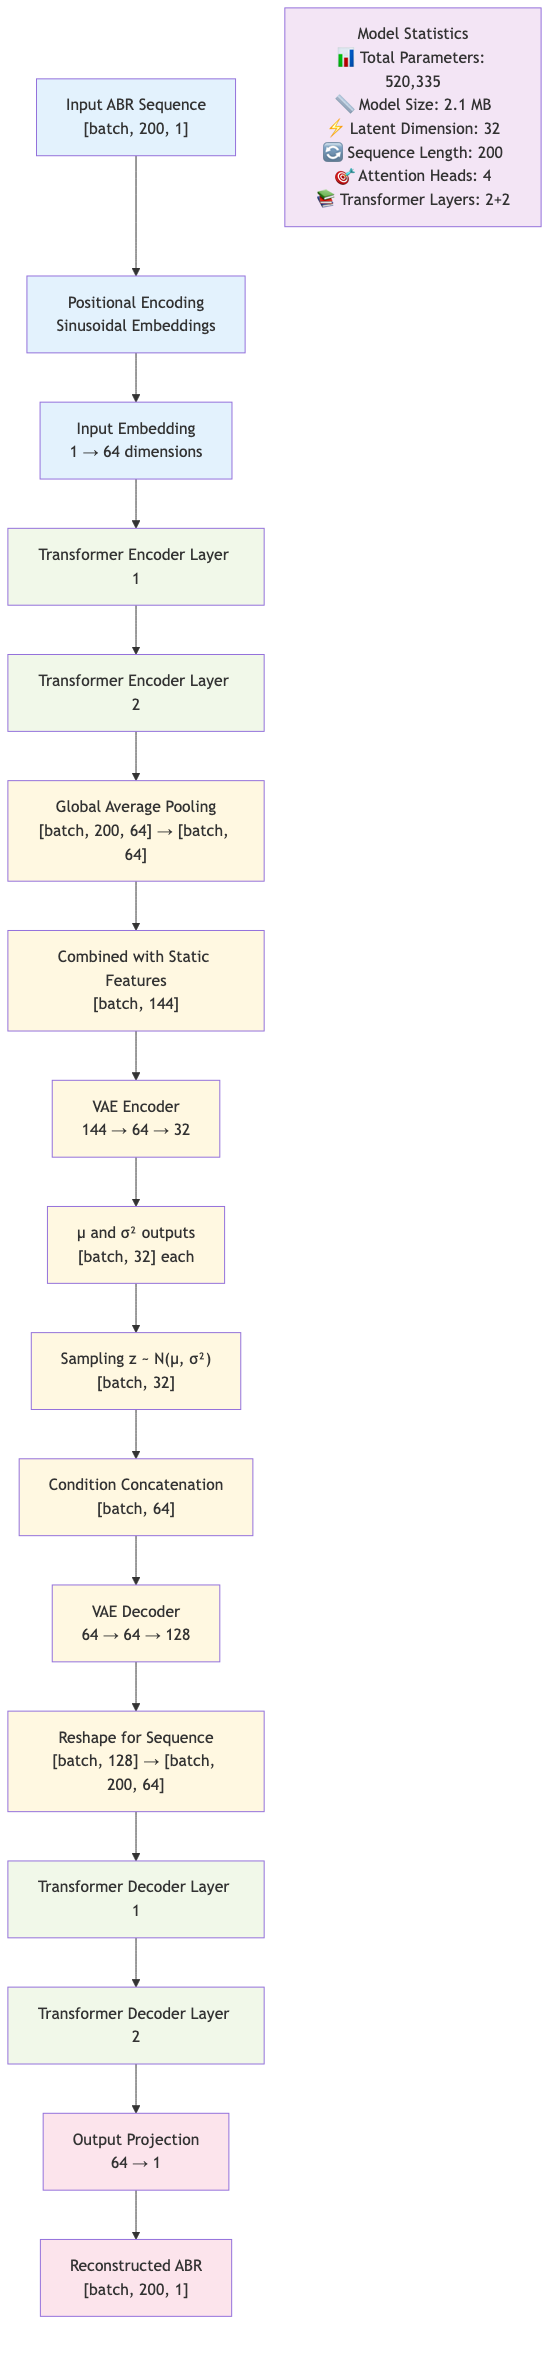 Model Statistics
📊 Total Parameters:
520,335
📏 Model Size: 2.1 MB
⚡ Latent Dimension: 32
🔄 Sequence Length: 200
🎯 Attention Heads: 4
📚 Transformer Layers: 2+2
Input ABR Sequence
[batch, 200, 1]
Positional Encoding
Sinusoidal Embeddings
Input Embedding
1 → 64 dimensions
Transformer Encoder Layer
1
Transformer Encoder Layer
2
Global Average Pooling
[batch, 200, 64] → [batch,
64]
Combined with Static
Features
[batch, 144]
VAE Encoder
144 → 64 → 32
μ and σ² outputs
[batch, 32] each
Sampling z ~ N(μ, σ²)
[batch, 32]
Condition Concatenation
[batch, 64]
VAE Decoder
64 → 64 → 128
Reshape for Sequence
[batch, 128] → [batch,
200, 64]
Transformer Decoder Layer
1
Transformer Decoder Layer
2
Output Projection
64 → 1
Reconstructed ABR
[batch, 200, 1]